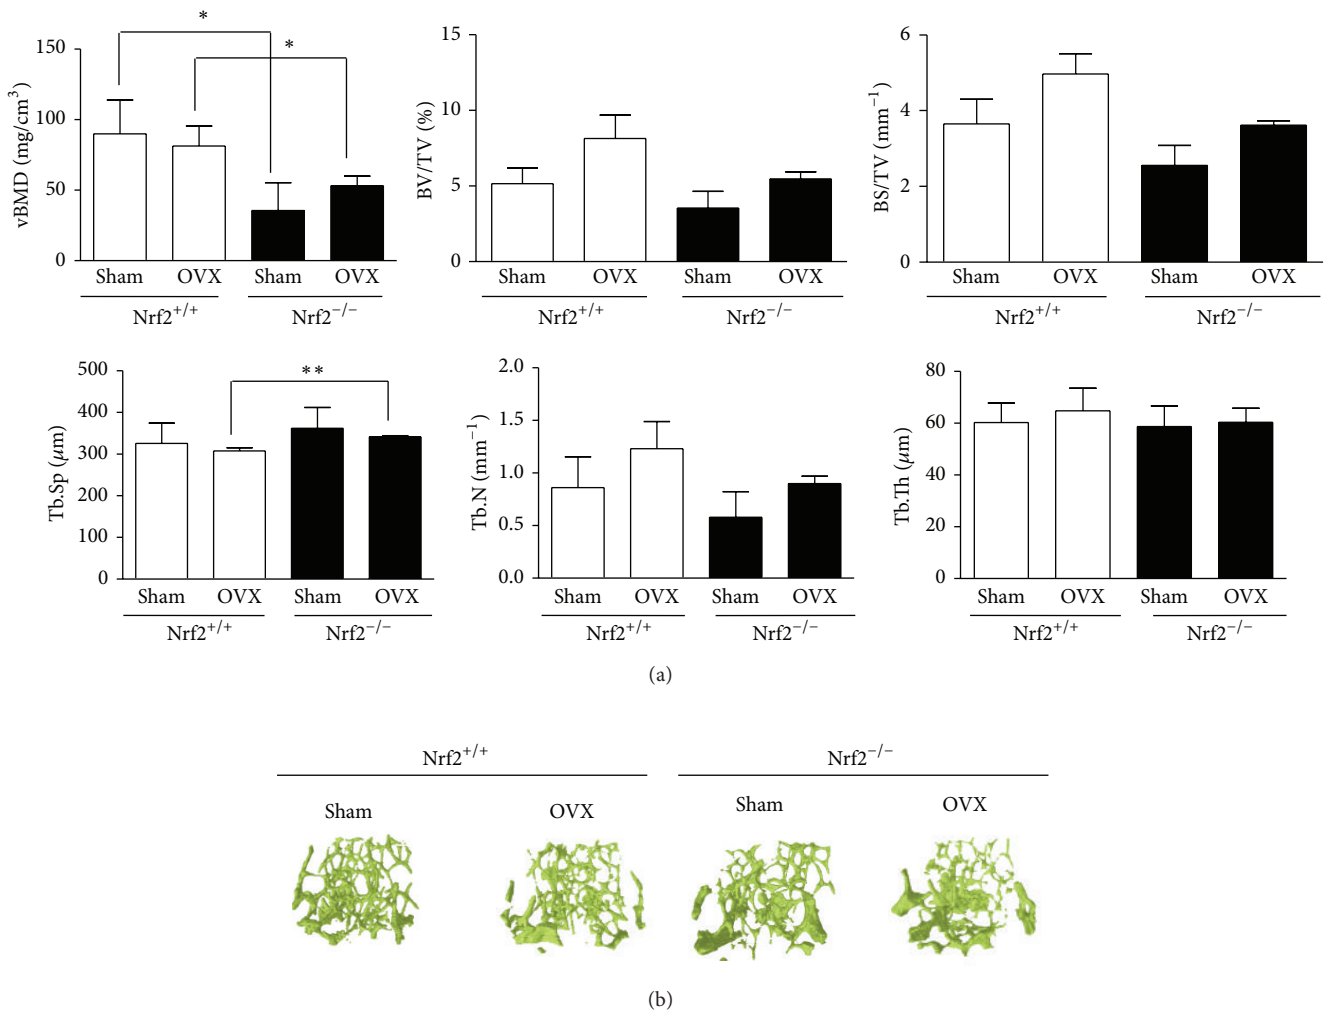 * *
150
100
50
0
vBMD (mg/cm³)
Sham OVX Sham OVX
Nrf2⁺/⁺ Nrf2⁻/⁻
15
10
5
0
BV/TV (%)
Sham OVX Sham OVX
Nrf2⁺/⁺ Nrf2⁻/⁻
6
4
2
0
BS/TV (mm⁻¹)
Sham OVX Sham OVX
Nrf2⁺/⁺ Nrf2⁻/⁻
**
500
400
300
200
100
0
Tb.Sp (μm)
Sham OVX Sham OVX
Nrf2⁺/⁺ Nrf2⁻/⁻
2.0
1.5
1.0
0.5
0.0
Tb.N (mm⁻¹)
Sham OVX Sham OVX
Nrf2⁺/⁺ Nrf2⁻/⁻
80
60
40
20
0
Tb.Th (μm)
Sham OVX Sham OVX
Nrf2⁺/⁺ Nrf2⁻/⁻
(a)
Nrf2⁺/⁺ Nrf2⁻/⁻
Sham OVX Sham OVX
(b)